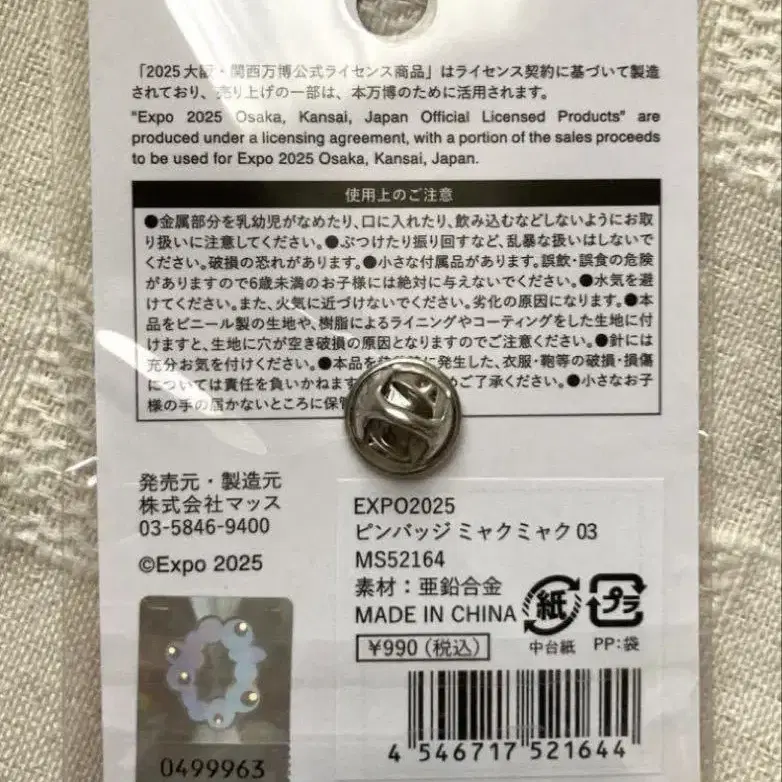 「2025大阪・関西万博公式ライセンス商品」はライセンス契約に基づいて製造
されており、売り上げの一部は、本万博のために活用されます。
"Expo 2025 Osaka, Kansai, Japan Official Licensed Products" are
produced under a licensing agreement, with a portion of the sales proceeds
to be used for Expo 2025 Osaka, Kansai, Japan.
使用上のご注意
●金属部分を乳幼児がなめたり、口に入れたり、飲み込むなどしないようにお取
り扱いに注意してください。●ぶつけたり振り回すなど、乱暴な扱いはしないで
ください。破損の恐れがあります。●小さな付属品があります。誤飲・誤食の危険
がありますので6歳未満のお子様には絶対に与えないでください。●水気を避
けてください。また、火気に近づけないでください。劣化の原因になります。●本
品をビニール製の生地や、樹脂によるライニングやコーティングをした生地に付
けますと、生地に穴が空き破損の原因となりますのでご注意ください。●針には
充分お気を付けください。●本品を に発生した、衣服・鞄等の破損・損傷
については責任を負いかねます めご了承ください。●小さなお子
様の手の届かないところに保管
発売元・製造元
株式会社マッス
03-5846-9400
©Expo 2025
EXPO2025
ピンバッジ ミャクミャク 03
MS52164
素材：亜鉛合金
MADE IN CHINA
¥990（税込）
紙
中台紙
プラ
PP:袋
4 546717 521644
0499963